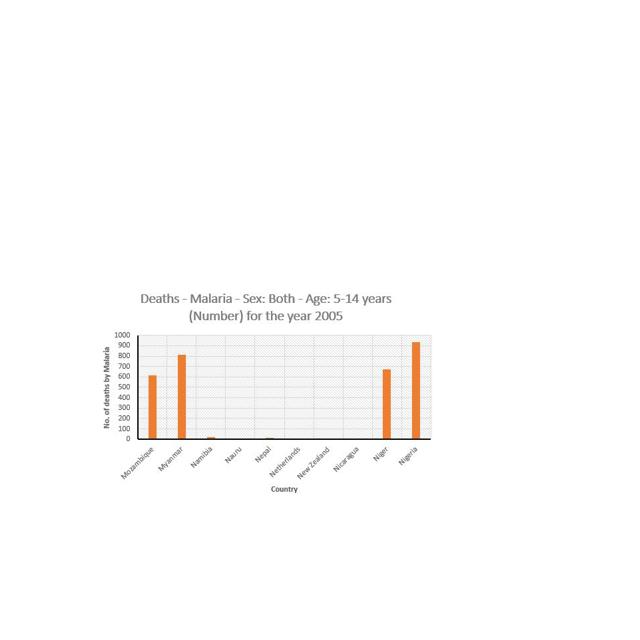 Deaths - Malaria - Sex: Both - Age: 5-14 years
(Number) for the year 2005
No. of deaths by Malaria
1000
900
800
700
600
500
400
300
200
100
0
Mozambique
Myanmar
Namibia
Nauru
Nepal
Netherlands
New Zealand
Nicaragua
Niger
Nigeria
Country